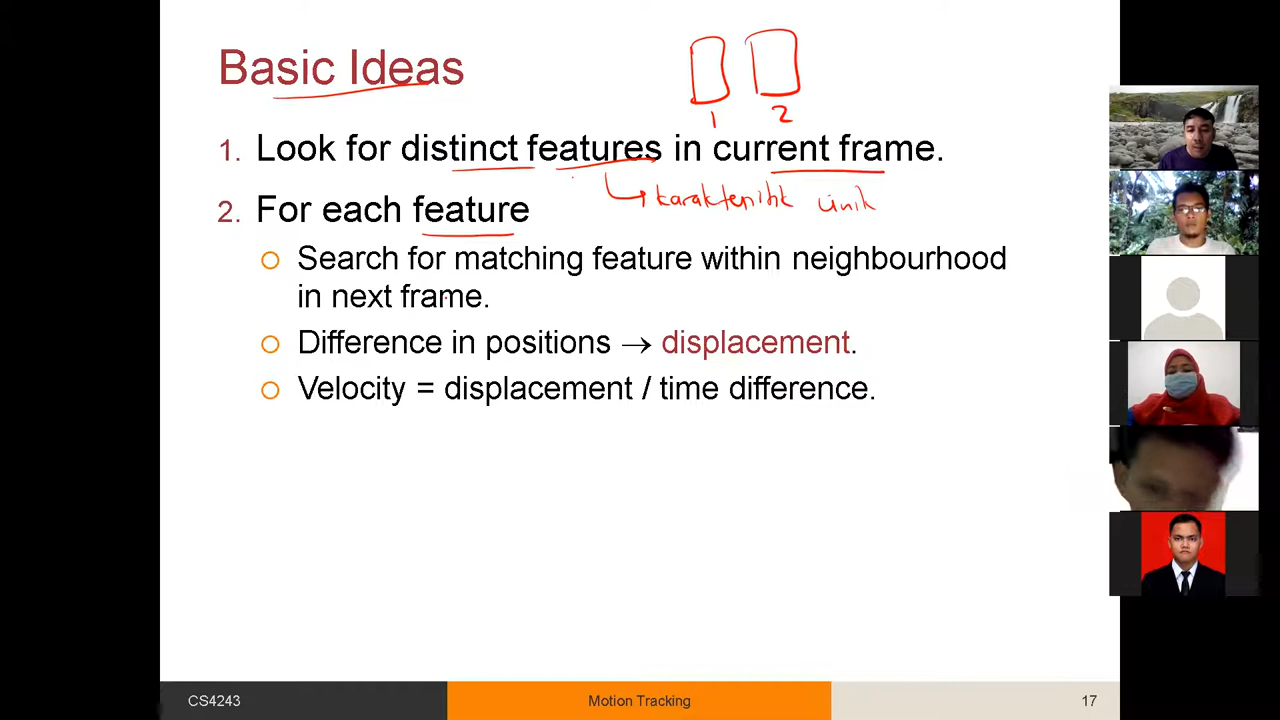 Basic Ideas
1 2
1. Look for distinct features in current frame.
karakteristik unik
2. For each feature
Search for matching feature within neighbourhood
in next frame.
Difference in positions → displacement.
Velocity = displacement / time difference.
CS4243 Motion Tracking 17